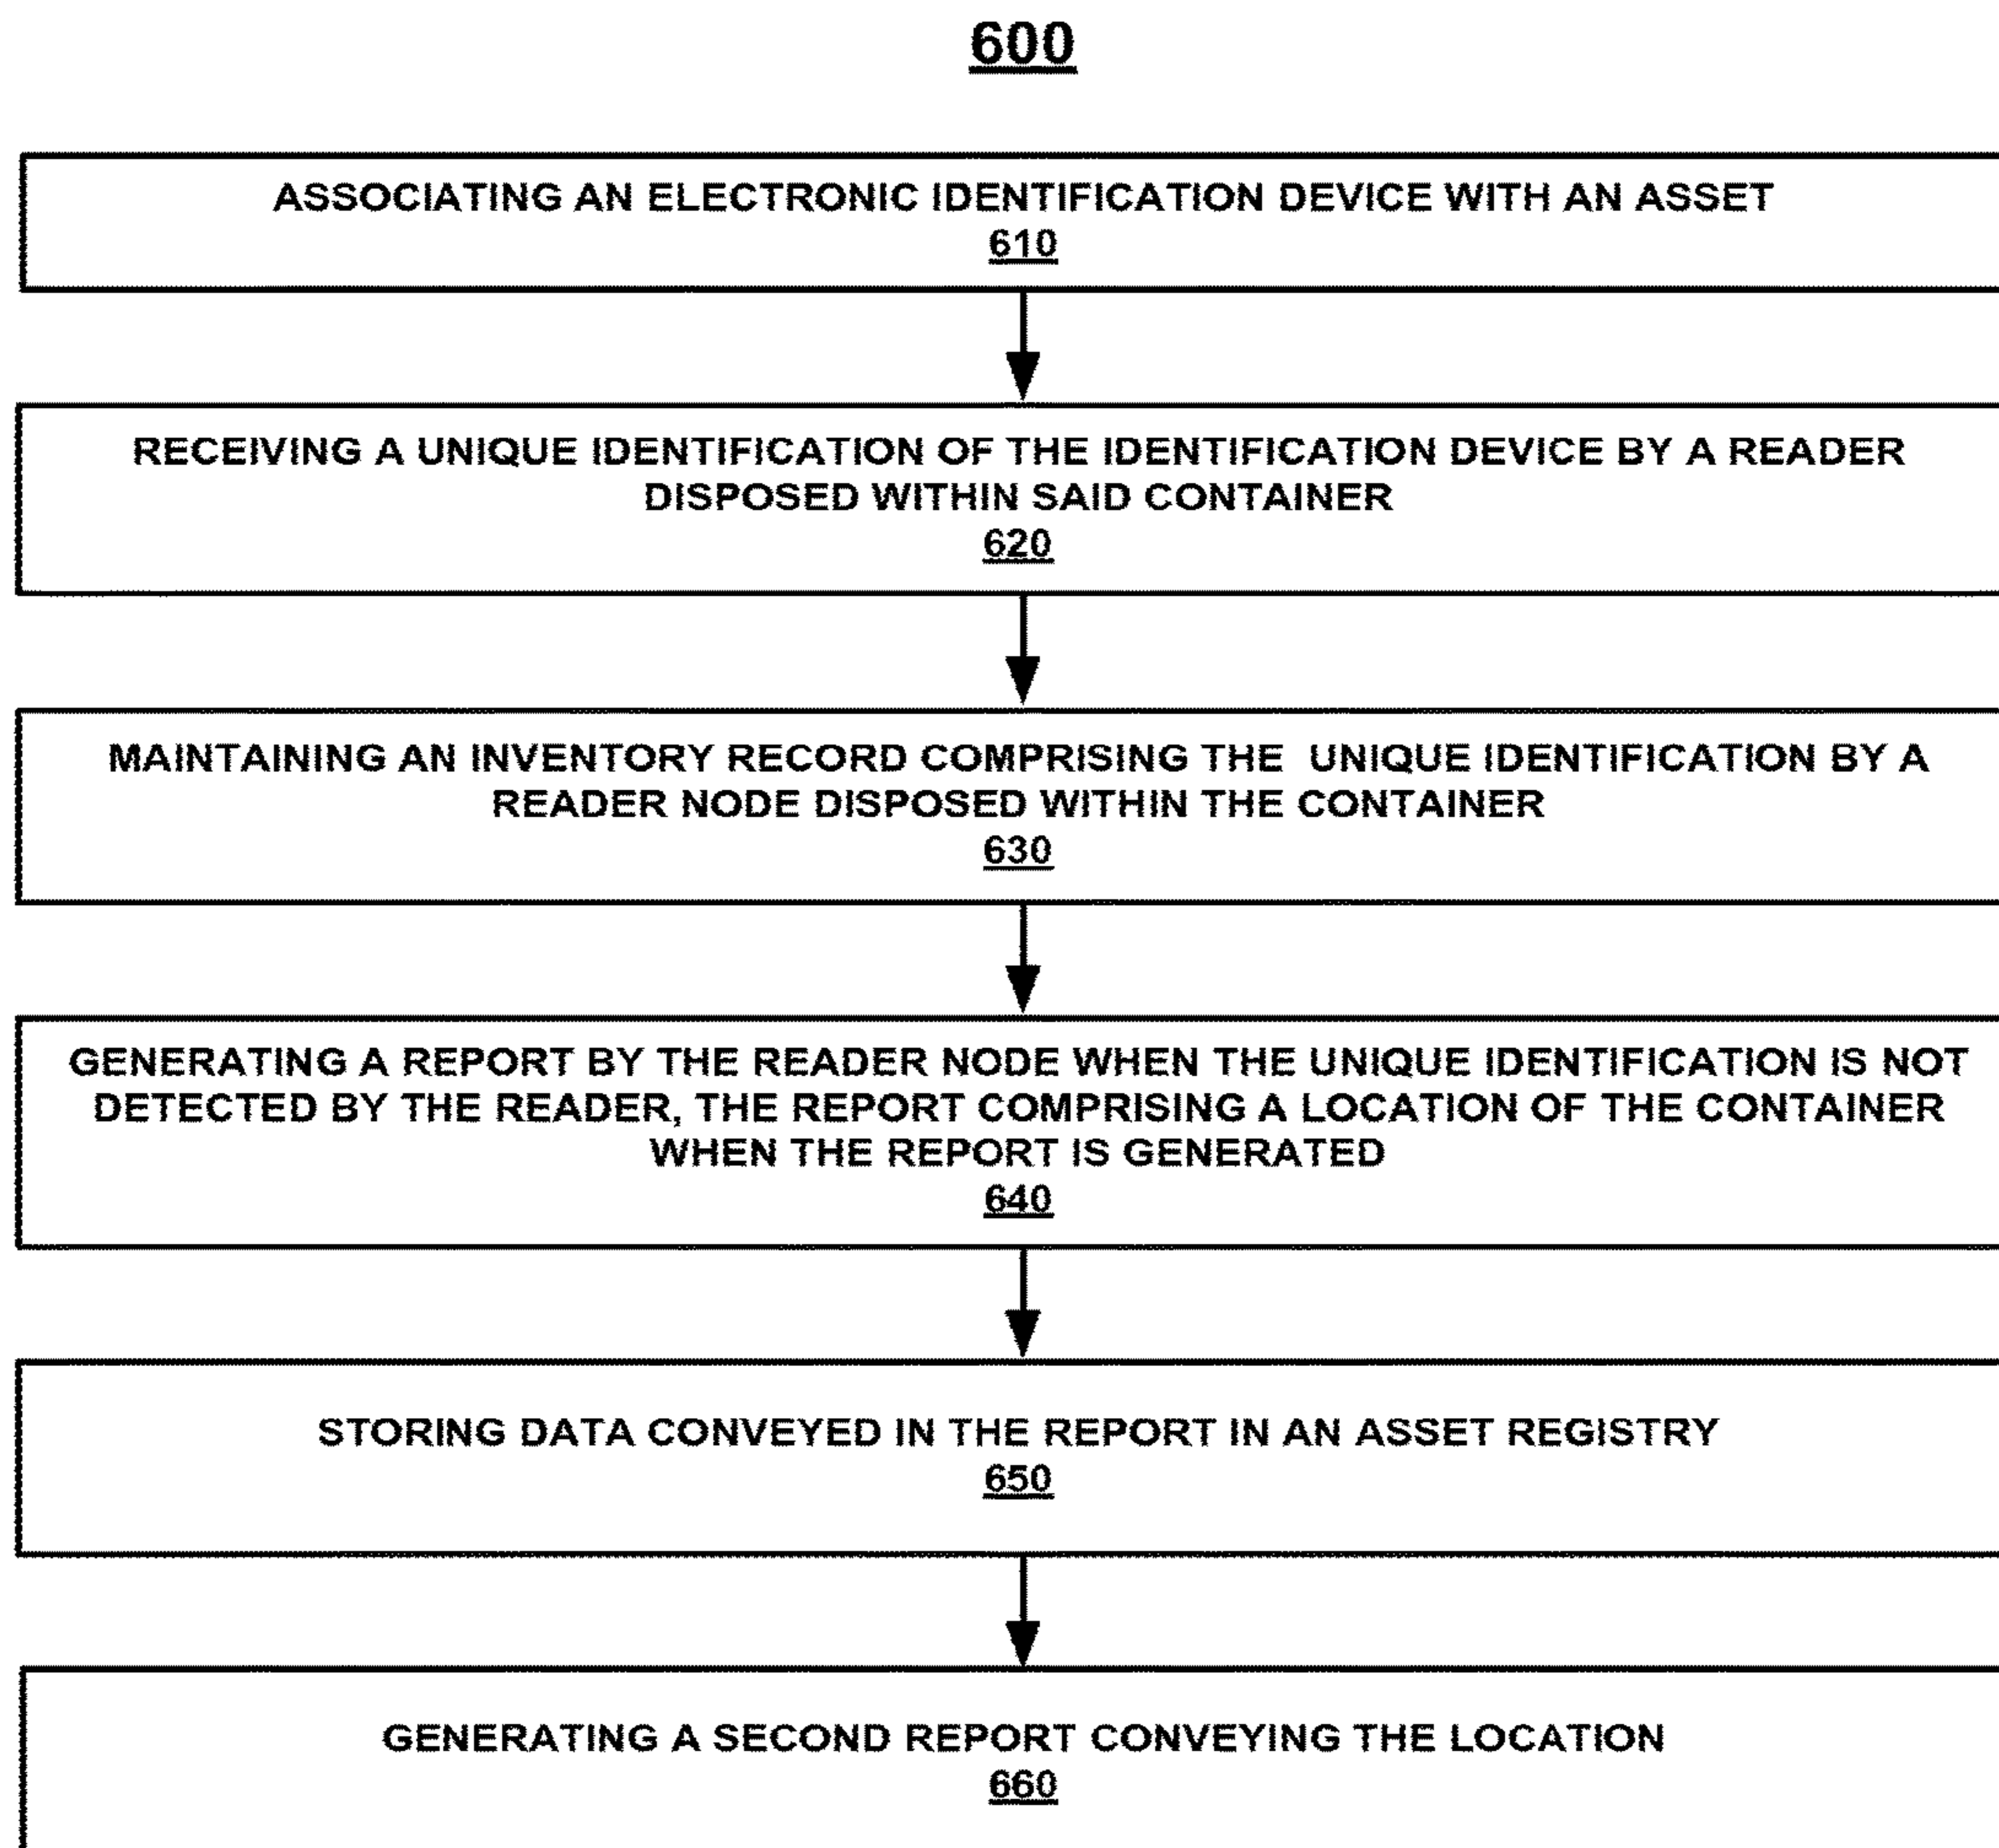 600
ASSOCIATING AN ELECTRONIC IDENTIFICATION DEVICE WITH AN ASSET
610
RECEIVING A UNIQUE IDENTIFICATION OF THE IDENTIFICATION DEVICE BY A READER
DISPOSED WITHIN SAID CONTAINER
620
MAINTAINING AN INVENTORY RECORD COMPRISING THE UNIQUE IDENTIFICATION BY A
READER NODE DISPOSED WITHIN THE CONTAINER
630
GENERATING A REPORT BY THE READER NODE WHEN THE UNIQUE IDENTIFICATION IS NOT
DETECTED BY THE READER, THE REPORT COMPRISING A LOCATION OF THE CONTAINER
WHEN THE REPORT IS GENERATED
640
STORING DATA CONVEYED IN THE REPORT IN AN ASSET REGISTRY
650
GENERATING A SECOND REPORT CONVEYING THE LOCATION
660